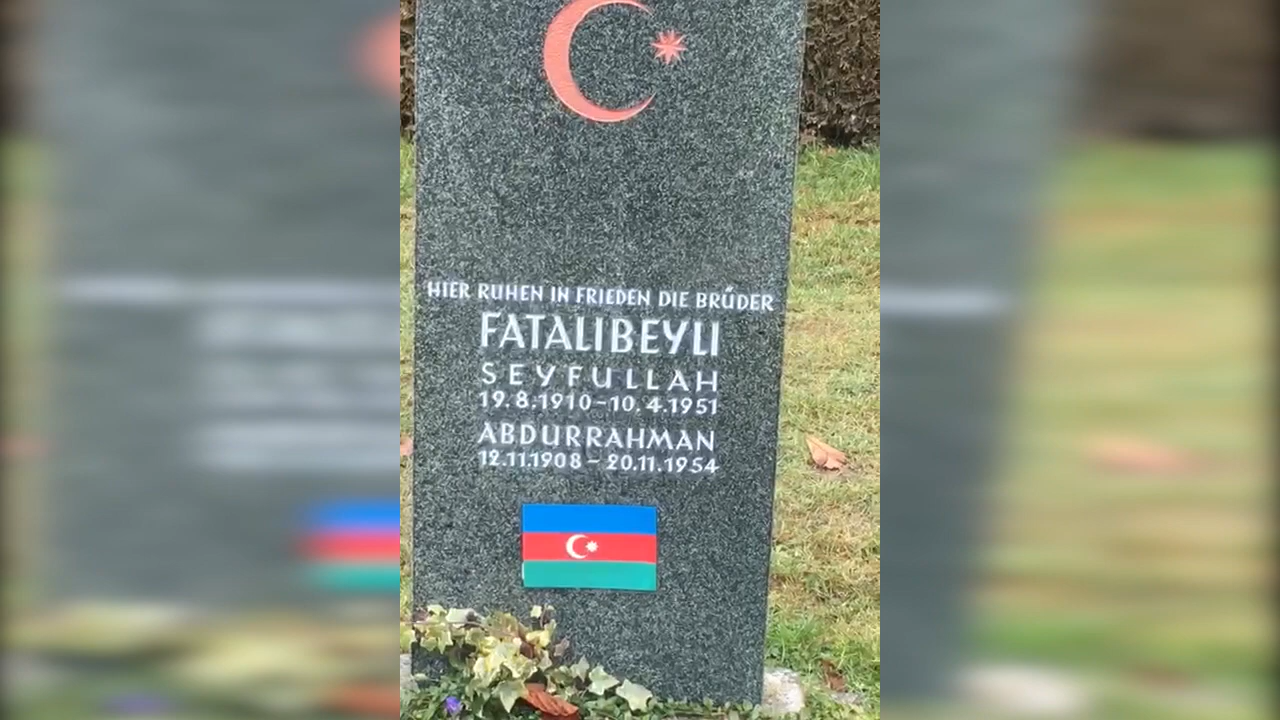 HIER RUHEN IN FRIEDEN DIE BRÜDER
FATALIBEYLI
SEYFULLAH
19.8.1910-10.4.1951
ABDURRAHMAN
12.11.1908 - 20.11.1954